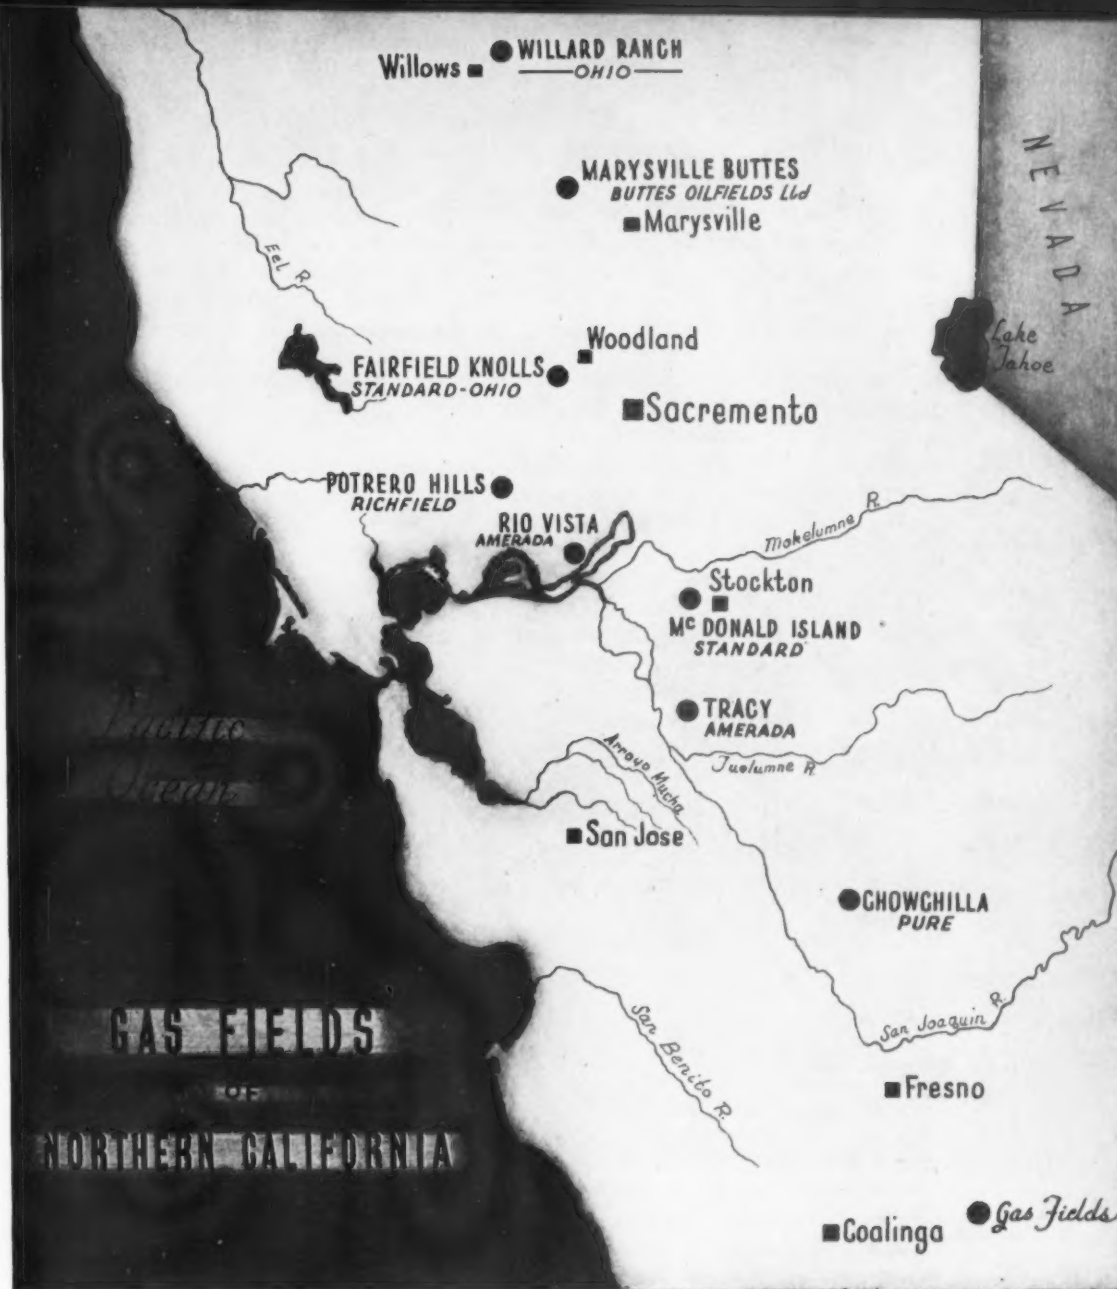 WILLARD RANCH
Willows
OHIO
MARYSVILLE BUTTES
BUTTES OILFIELDS Ltd
Marysville
NEVADA
Eel R.
Woodland
Lake
Tahoe
FAIRFIELD KNOLLS
STANDARD-OHIO
Sacremento
POTRERO HILLS
RICHFIELD
RIO VISTA
AMERADA
Mokelumne R.
Stockton
Mc DONALD ISLAND
STANDARD
Pacific
Ocean
TRACY
AMERADA
Tuolumne R.
Arroyo Mucha
San Jose
CHOWCHILLA
PURE
GAS FIELDS
OF
NORTHERN CALIFORNIA
San Joaquin R.
San Benito R.
Fresno
Coalinga
Gas Fields